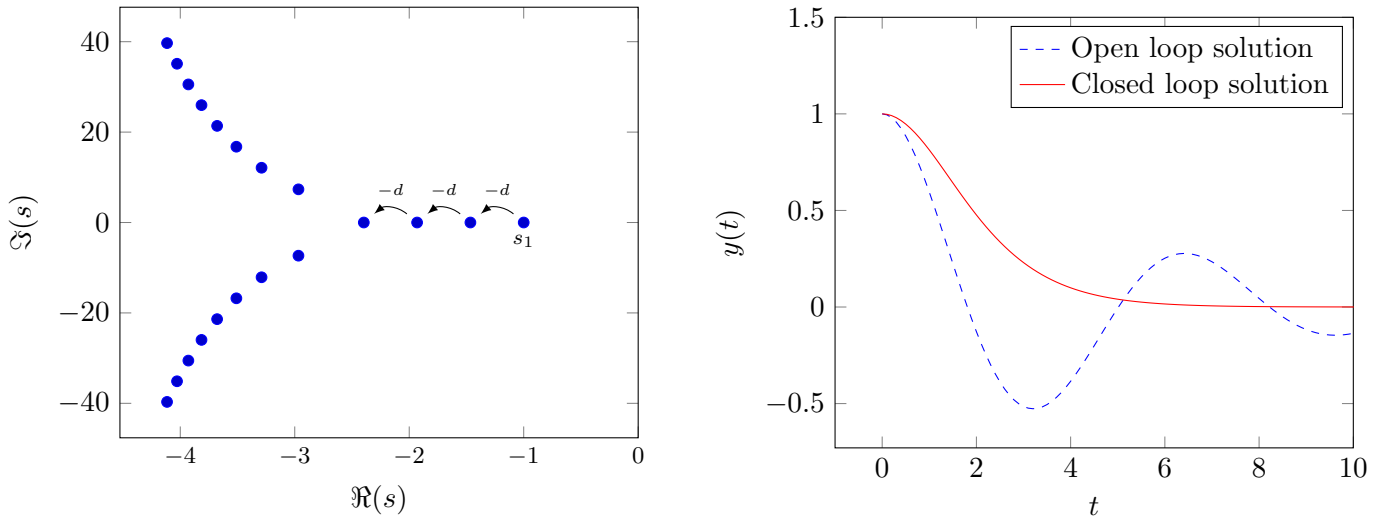 40
20
0
−20
−40
ℑ(s)
−d −d −d
s₁
−4 −3 −2 −1 0
ℜ(s)
1.5
1
0.5
0
−0.5
y(t)
Open loop solution
Closed loop solution
0 2 4 6 8 10
t